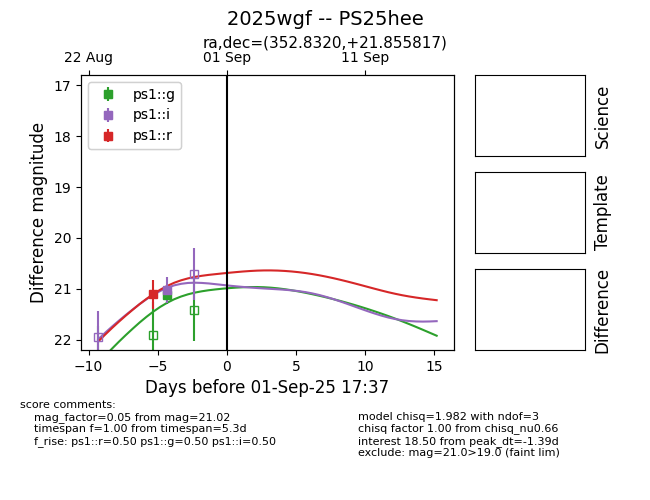 2025wgf -- PS25hee
ra,dec=(352.8320,+21.855817)
22 Aug 01 Sep 11 Sep
ps1::g
ps1::i
ps1::r
17
18
19
20
21
22
Difference magnitude
−10 −5 0 5 10 15
Days before 01-Sep-25 17:37
Science
Template
Difference
score comments:
mag_factor=0.05 from mag=21.02
timespan f=1.00 from timespan=5.3d
f_rise: ps1::r=0.50 ps1::g=0.50 ps1::i=0.50
model chisq=1.982 with ndof=3
chisq factor 1.00 from chisq_nu0.66
interest 18.50 from peak_dt=-1.39d
exclude: mag=21.0>19.0 (faint lim)